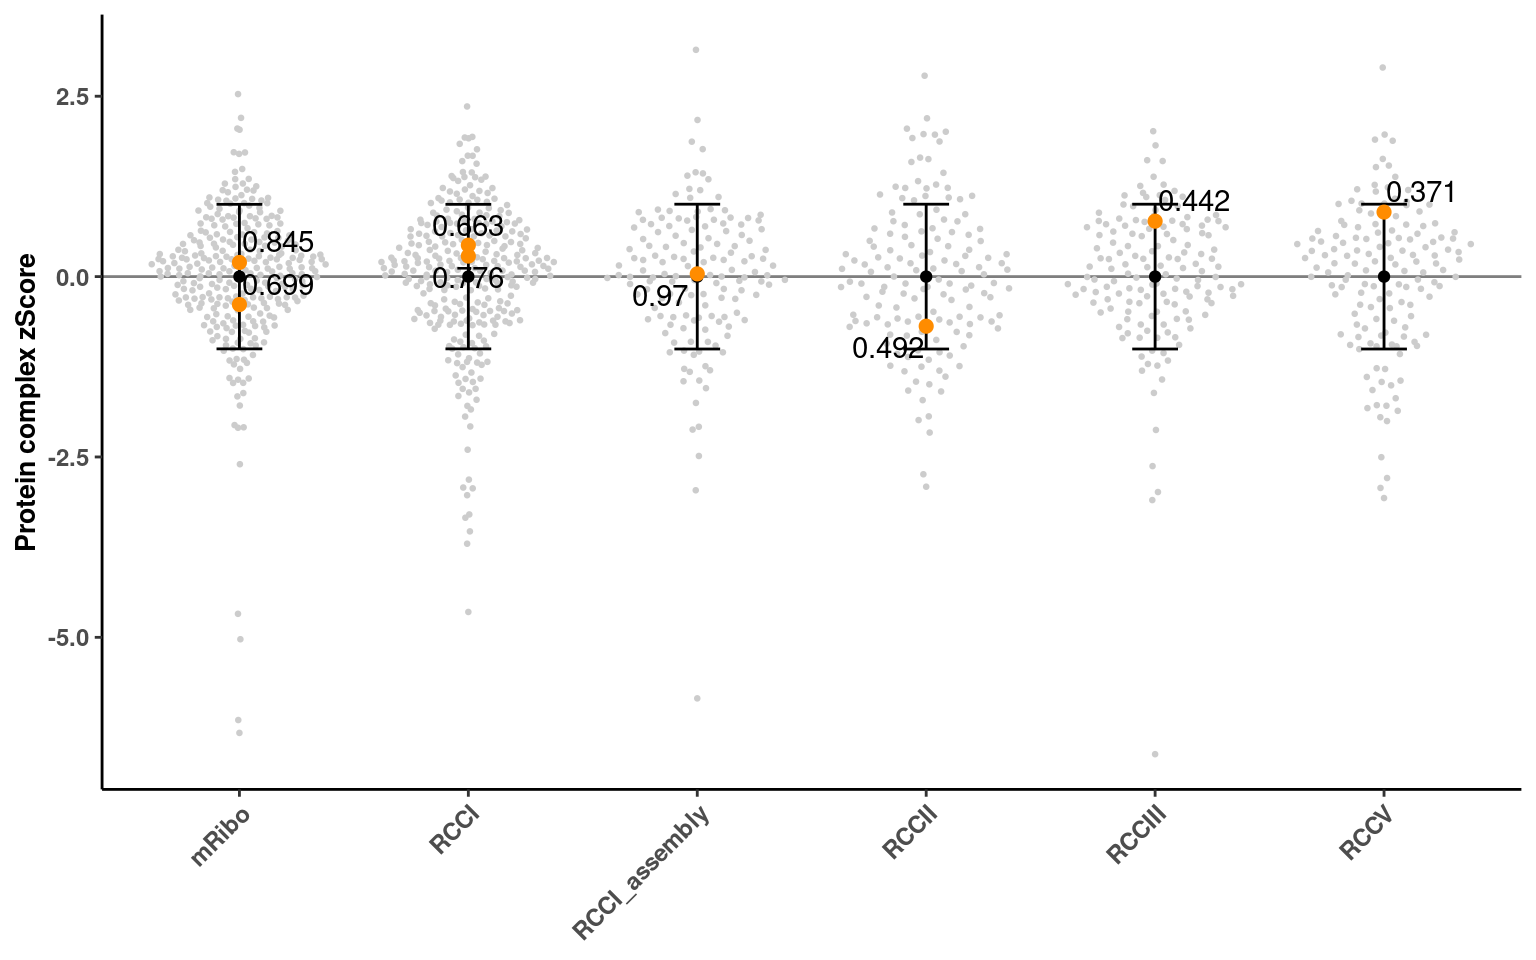 Protein complex zScore
2.5
0.0
-2.5
-5.0
0.845
0.699
0.663
0.776
0.97
0.492
0.442
0.371
mRibo
RCCI
RCCI_assembly
RCCII
RCCIII
RCCV